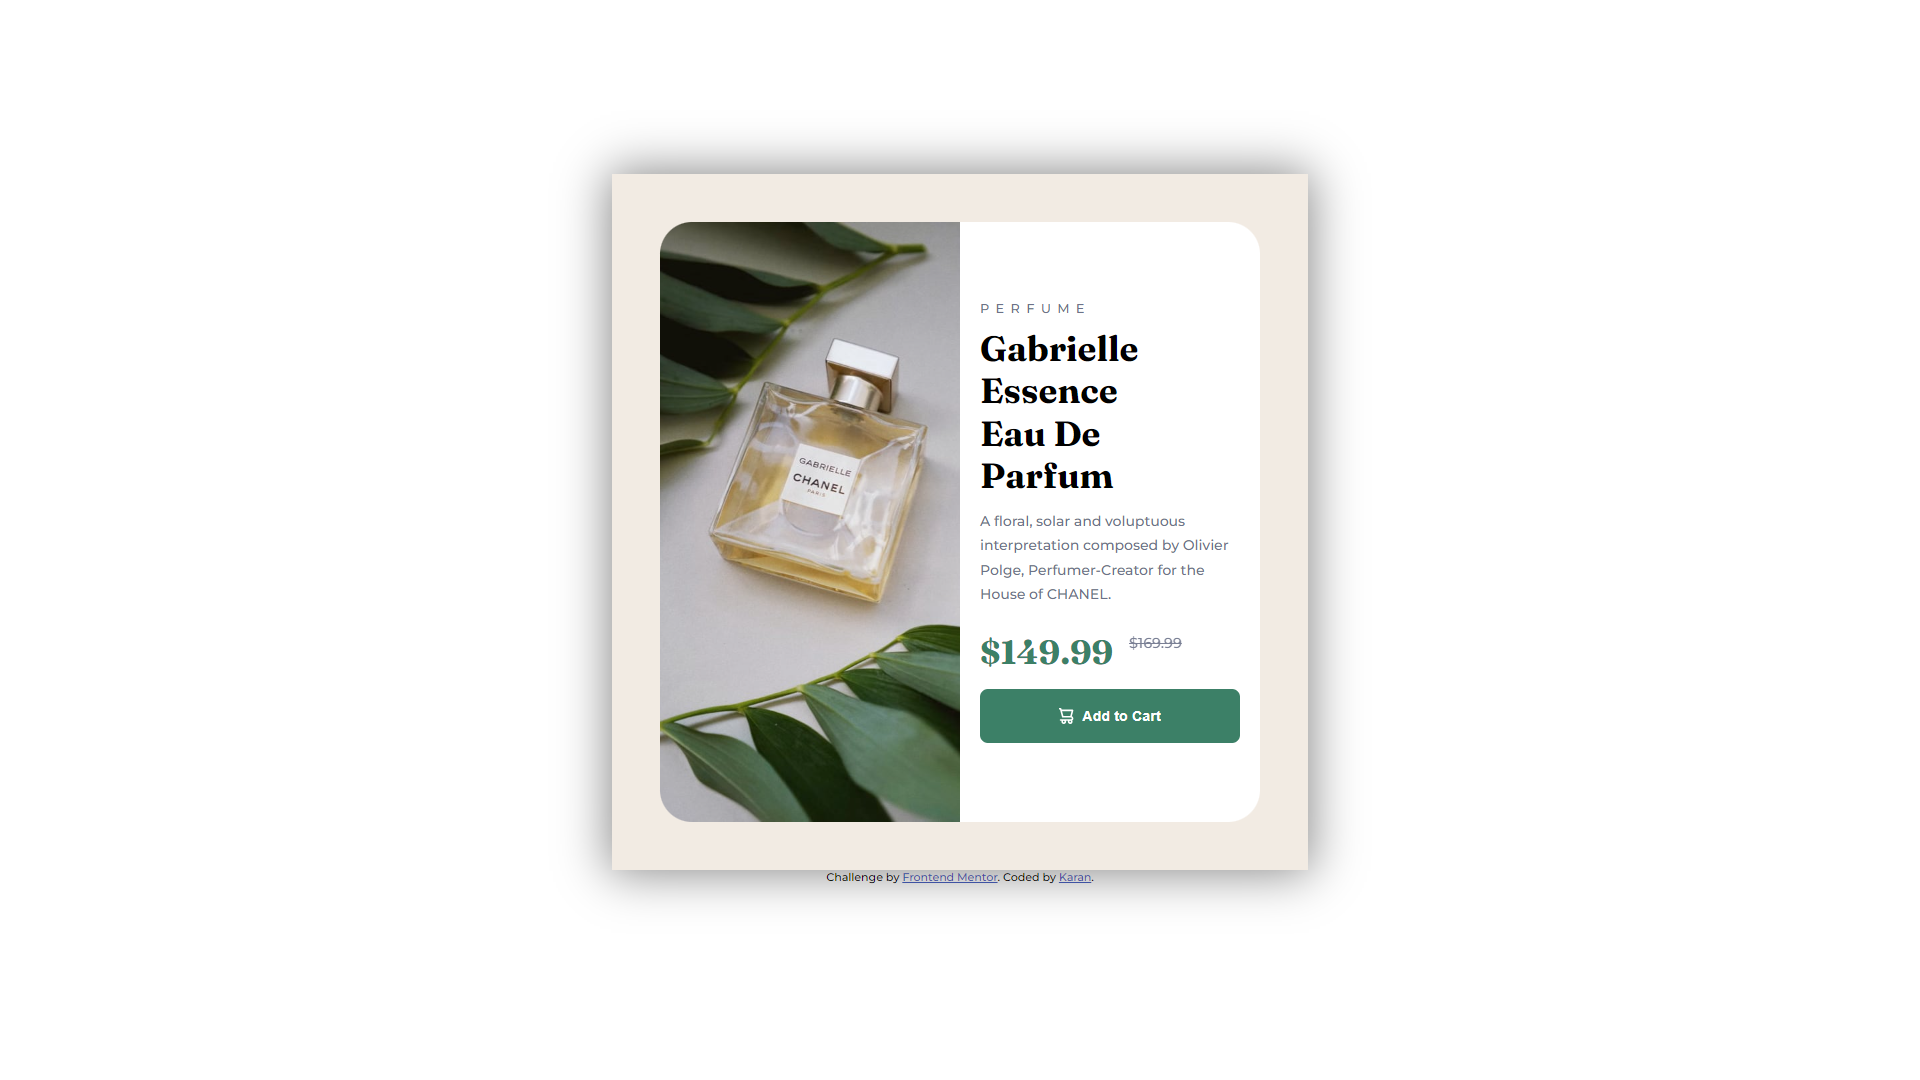 GABRIELLE
CHANEL
PARIS
PERFUME
Gabrielle
Essence
Eau De
Parfum
A floral, solar and voluptuous
interpretation composed by Olivier
Polge, Perfumer-Creator for the
House of CHANEL.
$149.99 $169.99
Add to Cart
Challenge by Frontend Mentor. Coded by Karan.